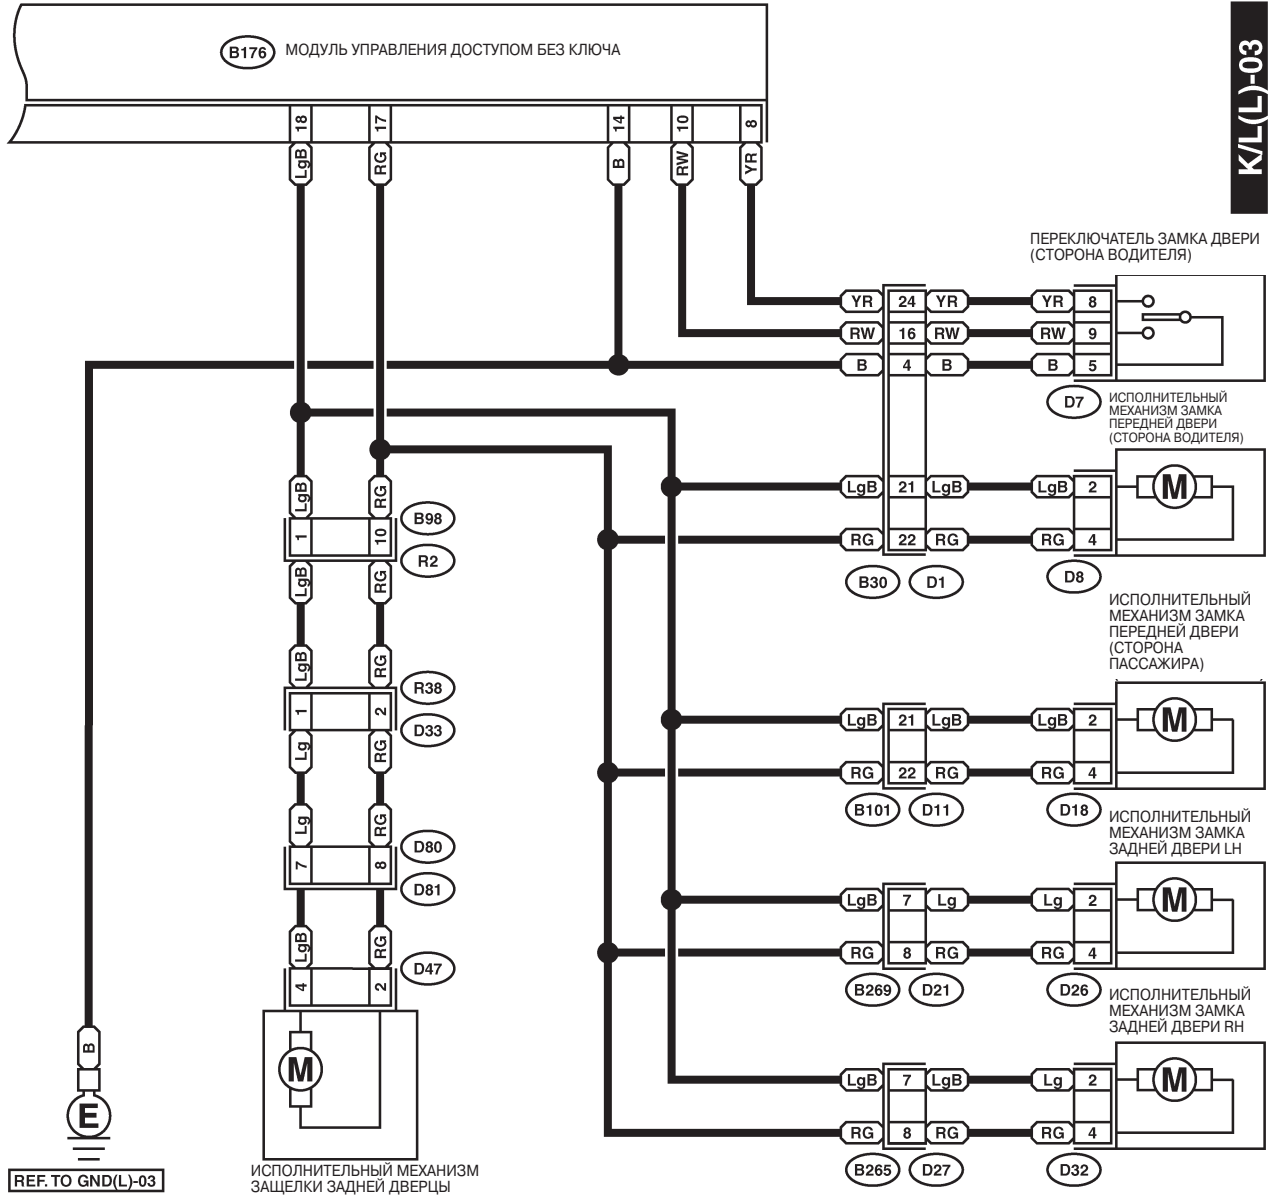 B176 МОДУЛЬ УПРАВЛЕНИЯ ДОСТУПОМ БЕЗ КЛЮЧА
K/L(L)-03
18 17 14 10 8
LgB RG B RW YR
ПЕРЕКЛЮЧАТЕЛЬ ЗАМКА ДВЕРИ
(СТОРОНА ВОДИТЕЛЯ)
YR 24 YR YR 8
RW 16 RW RW 9
B 4 B B 5
D7
ИСПОЛНИТЕЛЬНЫЙ
МЕХАНИЗМ ЗАМКА
ПЕРЕДНЕЙ ДВЕРИ
(СТОРОНА ВОДИТЕЛЯ)
LgB 21 LgB LgB 2 M
RG 22 RG RG 4
B30 D1 D8
LgB RG
1 10 B98
R2
LgB RG
ИСПОЛНИТЕЛЬНЫЙ
МЕХАНИЗМ ЗАМКА
ПЕРЕДНЕЙ ДВЕРИ
(СТОРОНА
ПАССАЖИРА)
LgB RG
R38
1 2
D33
Lg RG
LgB 21 LgB LgB 2 M
RG 22 RG RG 4
B101 D11 D18
Lg RG
D80
7 8
D81
ИСПОЛНИТЕЛЬНЫЙ
МЕХАНИЗМ ЗАМКА
ЗАДНЕЙ ДВЕРИ LH
LgB 7 Lg Lg 2 M
RG 8 RG RG 4
B269 D21 D26
LgB RG
D47
4 2
M
ИСПОЛНИТЕЛЬНЫЙ
МЕХАНИЗМ ЗАМКА
ЗАДНЕЙ ДВЕРИ RH
LgB 7 LgB Lg 2 M
RG 8 RG RG 4
B265 D27 D32
B
E
REF. TO GND(L)-03
ИСПОЛНИТЕЛЬНЫЙ МЕХАНИЗМ
ЗАЩЕЛКИ ЗАДНЕЙ ДВЕРЦЫ